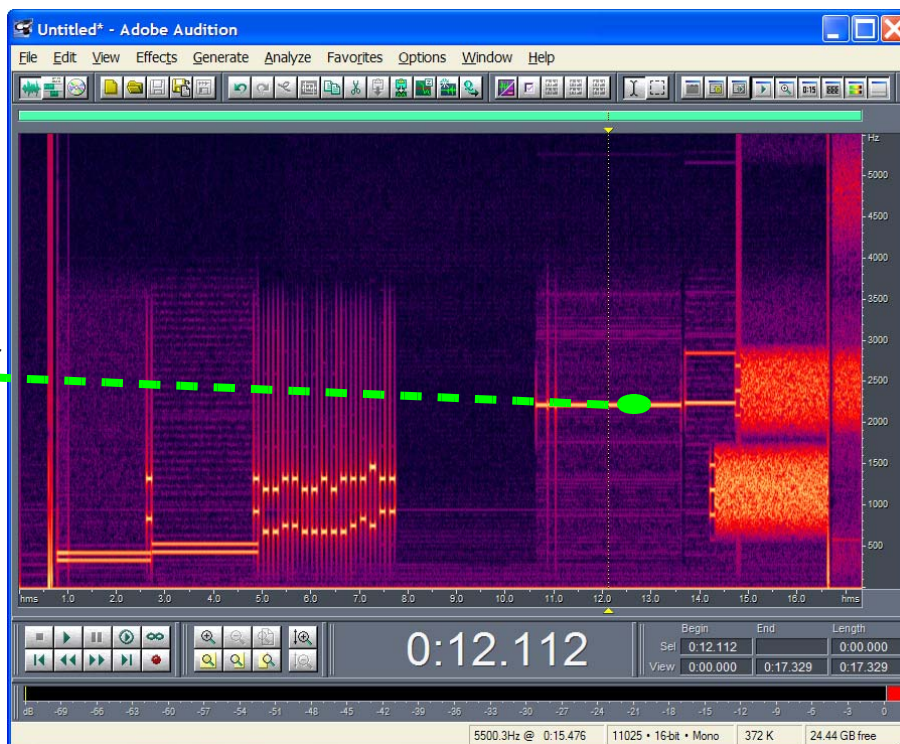 Untitled* - Adobe Audition
File Edit View Effects Generate Analyze Favorites Options Window Help
0:15
Hz
5000
4500
4000
3500
3000
2500
2000
1500
1000
500
hms 1.0 2.0 3.0 4.0 5.0 6.0 7.0 8.0 9.0 10.0 11.0 12.0 13.0 14.0 15.0 16.0 hms
0:12.112
Begin End Length
Sel 0:12.112 0:00.000
View 0:00.000 0:17.329 0:17.329
dB -69 -66 -63 -60 -57 -54 -51 -48 -45 -42 -39 -36 -33 -30 -27 -24 -21 -18 -15 -12 -9 -6 -3 0
5500.3Hz @ 0:15.476 11025 • 16-bit • Mono 372 K 24.44 GB free